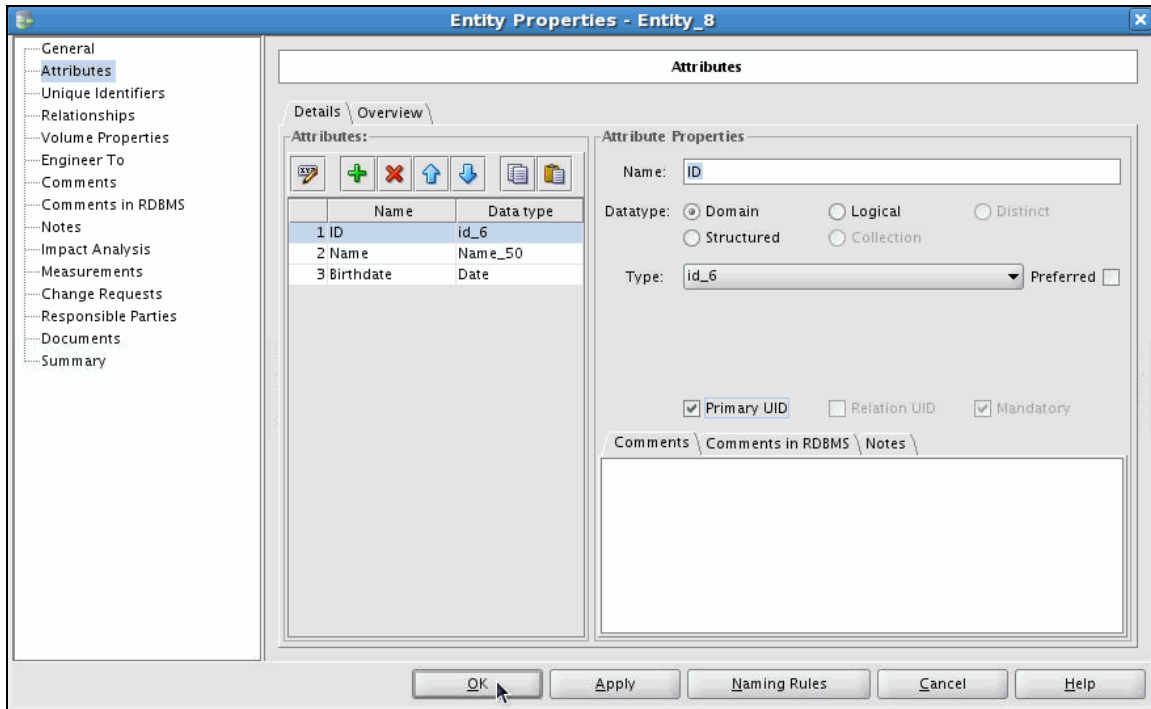 Entity Properties - Entity_8
General
Attributes
Unique Identifiers
Relationships
Volume Properties
Engineer To
Comments
Comments in RDBMS
Notes
Impact Analysis
Measurements
Change Requests
Responsible Parties
Documents
Summary
Attributes
Details Overview
Attributes:
Name Data type
1 ID id_6
2 Name Name_50
3 Birthdate Date
Attribute Properties
Name: ID
Datatype: Domain Logical Distinct
Structured Collection
Type: id_6 Preferred
Primary UID Relation UID Mandatory
Comments Comments in RDBMS Notes
OK Apply Naming Rules Cancel Help